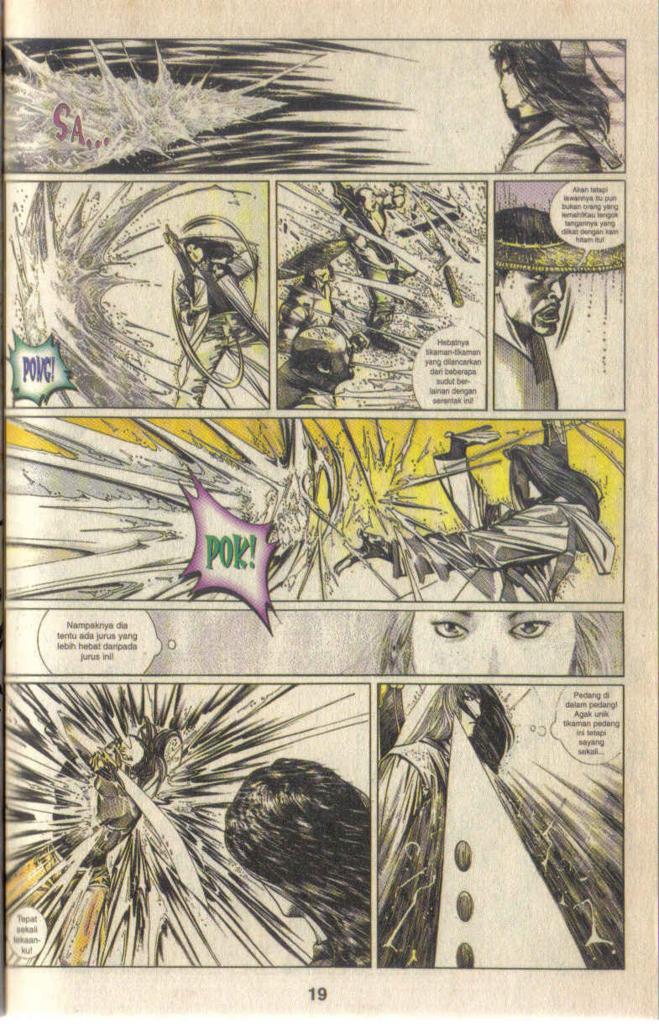 SA...
PONG!
Hebatnya
tikaman-tikaman
yang dilancarkan
dari beberapa
sudut ber-
lainan dengan
serentak ini!
Akan tetapi
lawannya itu pun
bukan orang yang
lemah!Kau tengok
tangannya yang
diikat dengan kain
hitam itu!
POK!
Nampaknya dia
tentu ada jurus yang
lebih hebat daripada
jurus ini!
Tepat
sekali
tekaan-
ku!
Pedang di
dalam pedang!
Agak unik
tikaman pedang
ini tetapi
sayang
sekali...
19